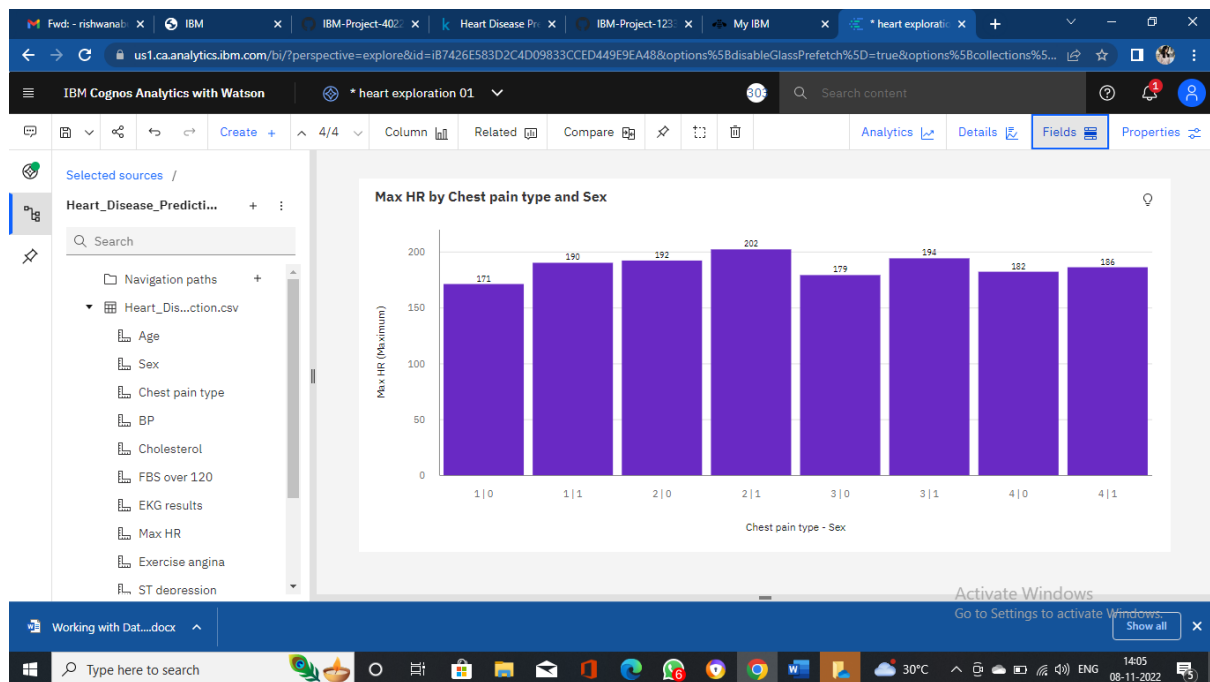 Fwd: - rishwanab
IBM
IBM-Project-4022
Heart Disease Pre
IBM-Project-123
My IBM
* heart exploratio
us1.ca.analytics.ibm.com/bi/?perspective=explore&id=iB7426E583D2C4D09833CCED449E9EA48&options%5BdisableGlassPrefetch%5D=true&options%5Bcollections%5...
IBM Cognos Analytics with Watson
* heart exploration 01
303
Search content
1
Create +
4/4
Column
Related
Compare
Analytics
Details
Fields
Properties
Selected sources /
Heart_Disease_Predicti...
Search
Navigation paths
Heart_Dis...ction.csv
Age
Sex
Chest pain type
BP
Cholesterol
FBS over 120
EKG results
Max HR
Exercise angina
ST depression
Max HR by Chest pain type and Sex
Max HR (Maximum)
200
150
100
50
0
171
190
192
202
179
194
182
186
1|0
1|1
2|0
2|1
3|0
3|1
4|0
4|1
Chest pain type - Sex
Activate Windows
Go to Settings to activate Windows.
Working with Dat....docx
Show all
Type here to search
6
30°C
ENG
14:05
08-11-2022
5